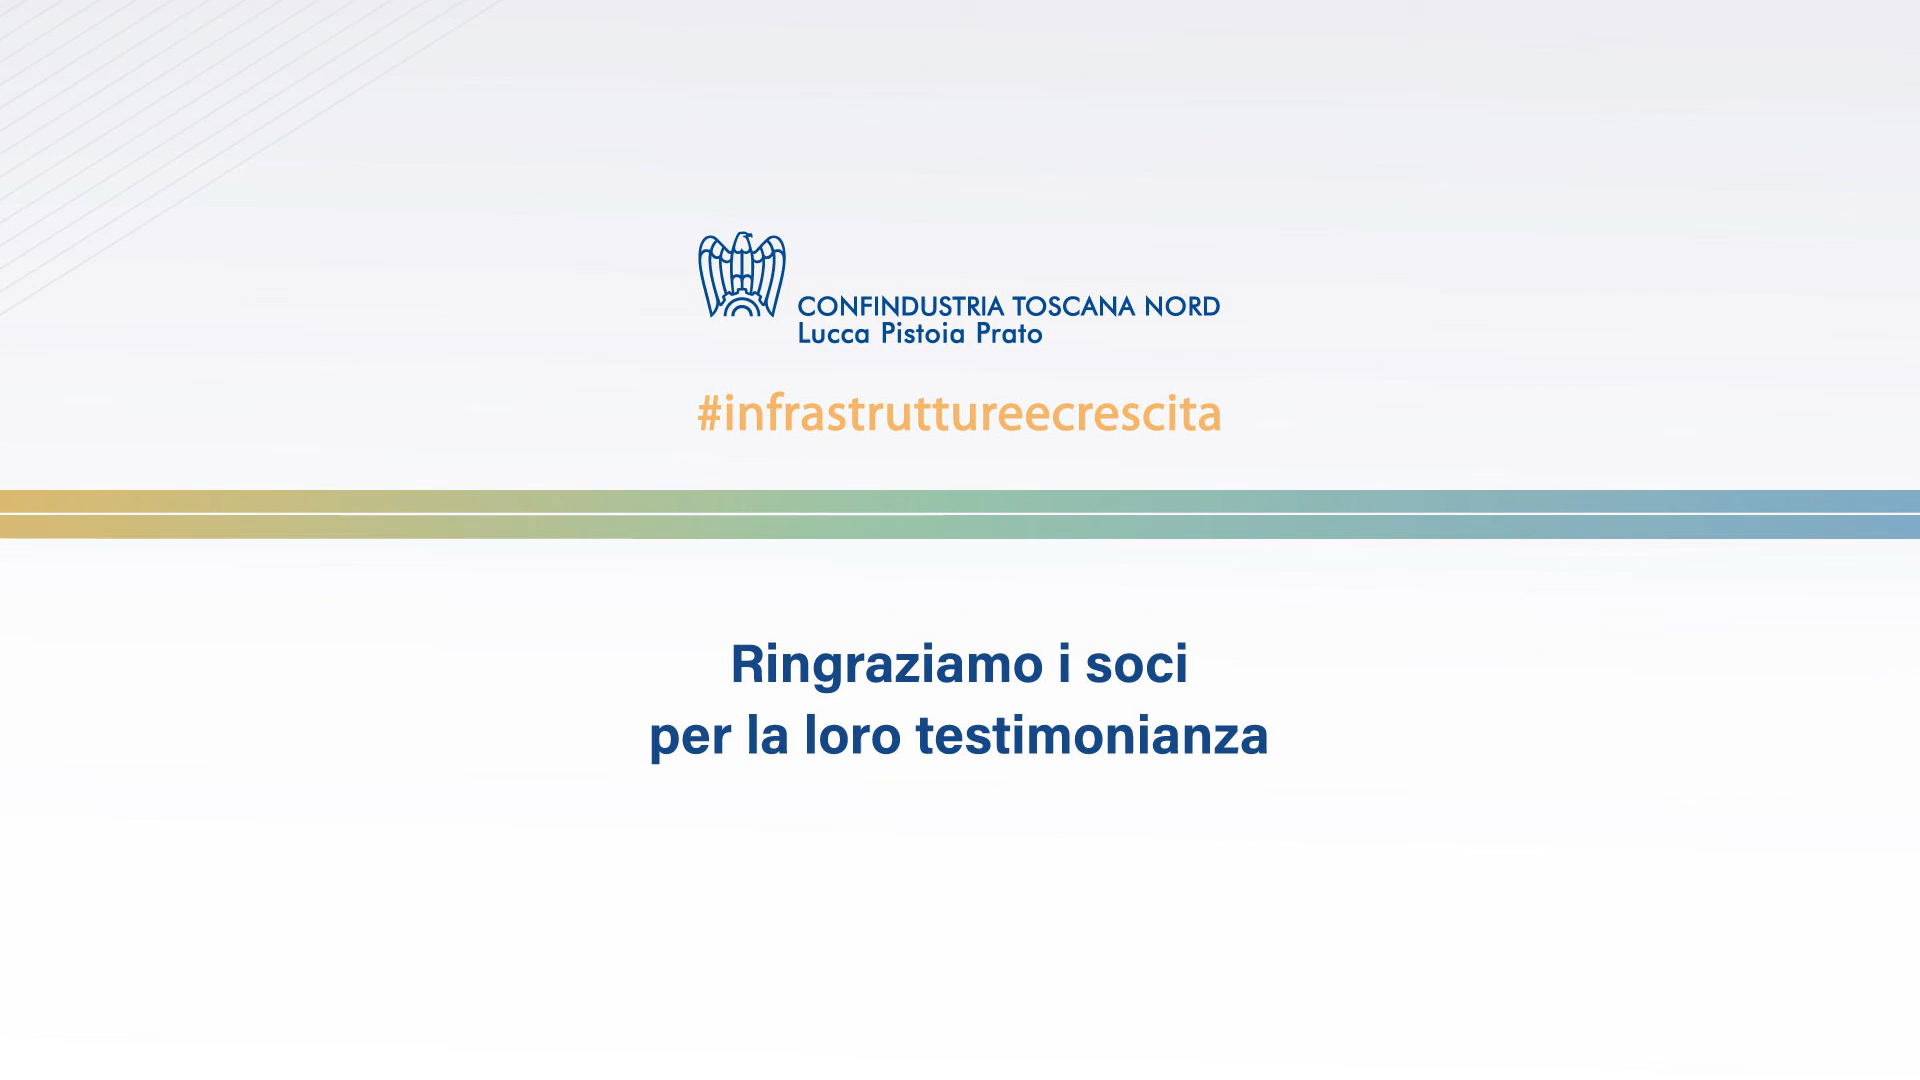 CONFINDUSTRIA TOSCANA NORD
Lucca Pistoia Prato
#infrastruttureecrescita
Ringraziamo i soci
per la loro testimonianza